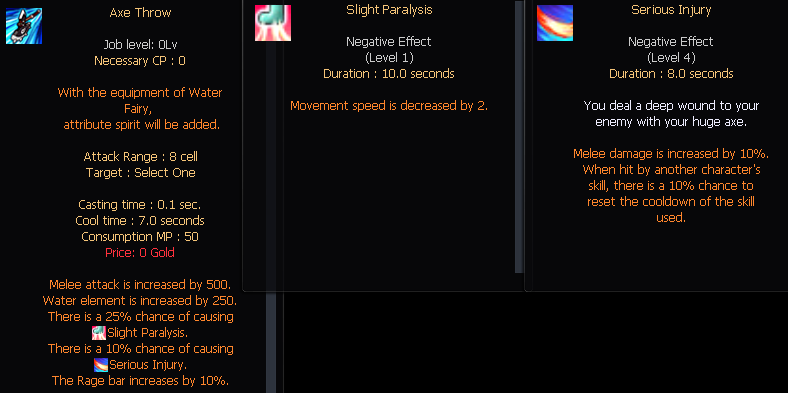 Axe Throw
Job level: 0Lv
Necessary CP : 0
With the equipment of Water
Fairy,
attribute spirit will be added.
Attack Range : 8 cell
Target : Select One
Casting time : 0.1 sec.
Cool time : 7.0 seconds
Consumption MP : 50
Price: 0 Gold
Melee attack is increased by 500.
Water element is increased by 250.
There is a 25% chance of causing
Slight Paralysis.
There is a 10% chance of causing
Serious Injury.
The Rage bar increases by 10%.
Slight Paralysis
Negative Effect
(Level 1)
Duration : 10.0 seconds
Movement speed is decreased by 2.
Serious Injury
Negative Effect
(Level 4)
Duration : 8.0 seconds
You deal a deep wound to your
enemy with your huge axe.
Melee damage is increased by 10%.
When hit by another character's
skill, there is a 10% chance to
reset the cooldown of the skill
used.